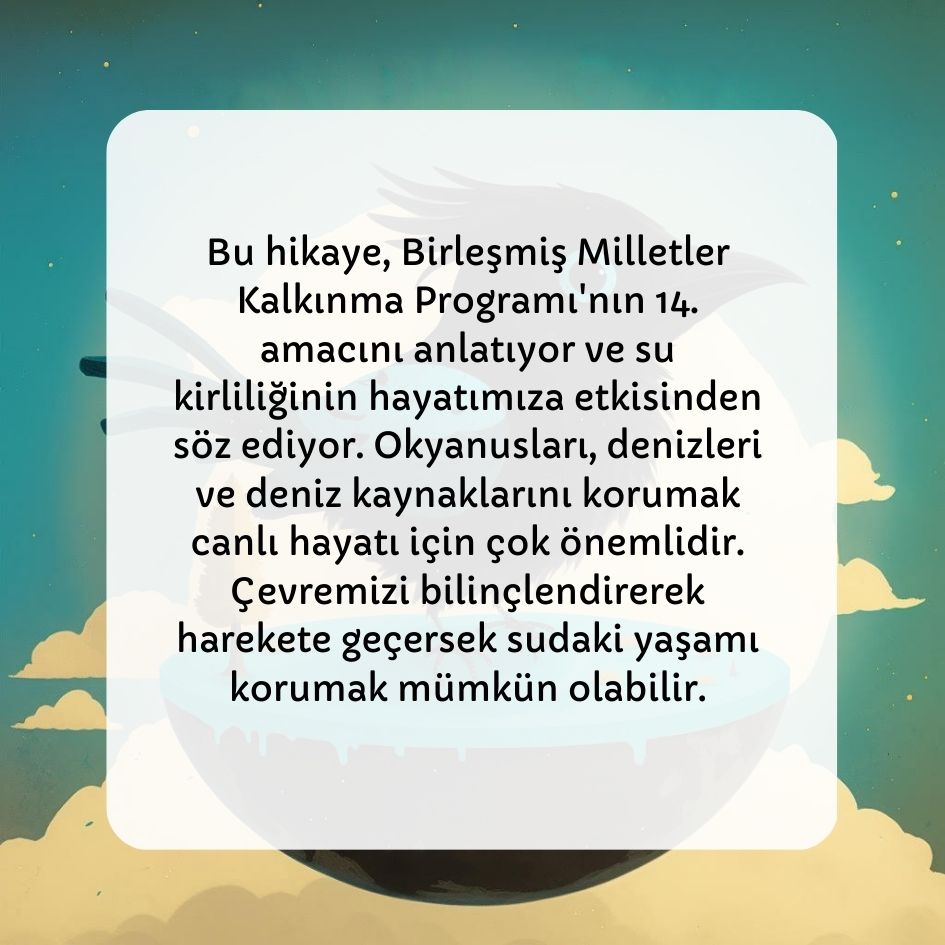 Bu hikaye, Birleşmiş Milletler
Kalkınma Programı'nın 14.
amacını anlatıyor ve su
kirliliğinin hayatımıza etkisinden
söz ediyor. Okyanusları, denizleri
ve deniz kaynaklarını korumak
canlı hayatı için çok önemlidir.
Çevremizi bilinçlendirerek
harekete geçersek sudaki yaşamı
korumak mümkün olabilir.